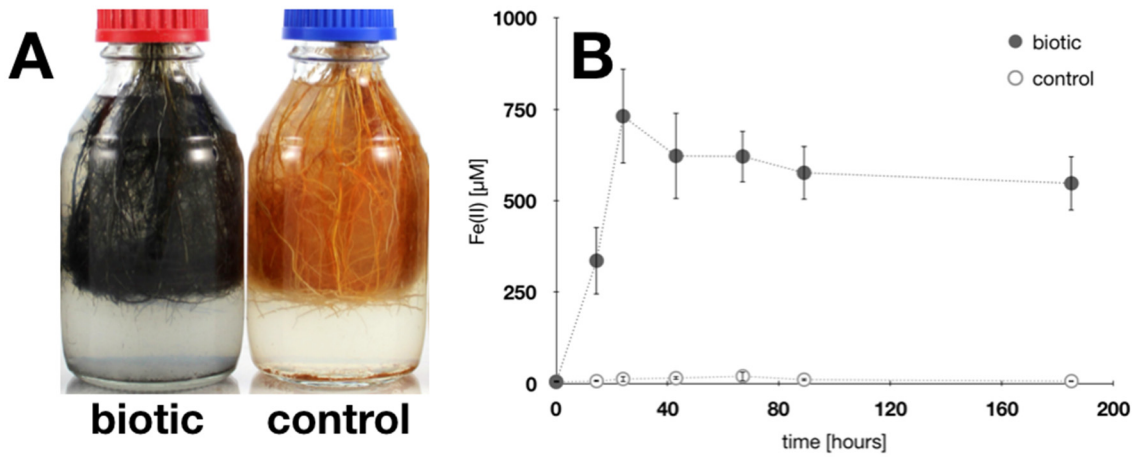 A
biotic
control
B
biotic
control
Fe(II) [µM]
1000
750
500
250
0
0
40
80
120
160
200
time [hours]